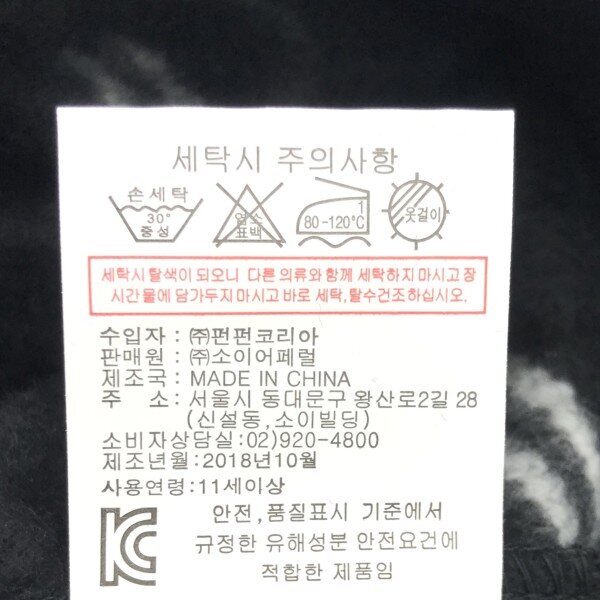 세탁시 주의사항
손세탁
30°
중성
염소
표백
1
80-120℃
옷걸이
세탁시 탈색이 되오니 다른 의류와 함께 세탁하지 마시고 장
시간 물에 담가두지 마시고 바로 세탁,탈수건조하십시오.
수입자 : ㈜펀펀코리아
판매원 : ㈜소이어페럴
제조국 : MADE IN CHINA
주 소 : 서울시 동대문구 왕산로2길 28
(신설동,소이빌딩)
소비자상담실:02)920-4800
제조년월:2018년10월
사용연령:11세이상
KC
안전,품질표시 기준에서
규정한 유해성분 안전요건에
적합한 제품임